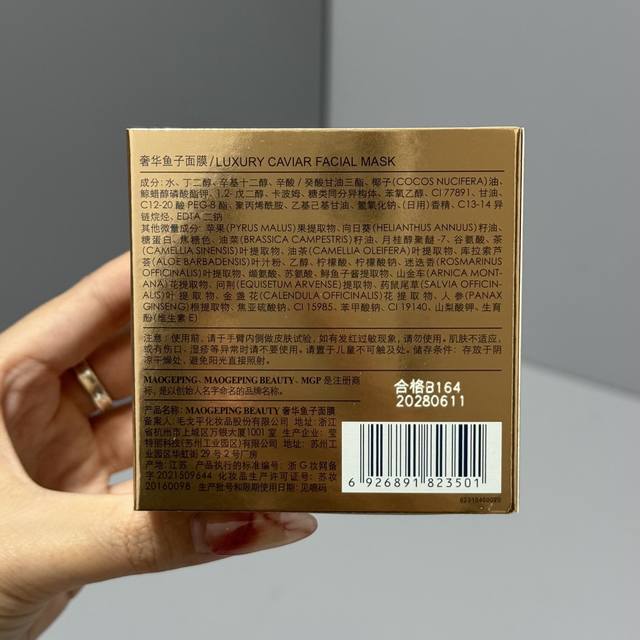 奢华鱼子面膜/LUXURY CAVIAR FACIAL MASK
成分: 水、丁二醇、辛基十二醇、辛酸/癸酸甘油三酯、椰子(COCOS NUCIFERA)油、
鲸蜡醇磷酸酯钾、1,2-戊二醇、卡波姆、糖类同分异构体、苯氧乙醇、CI 77891、甘油、
C12-20 酸 PEG-8 酯、聚丙烯酰胺、乙基己基甘油、氢氧化钠、(日用)香精、C13-14 异
链烷烃、EDTA 二钠
其他微量成分: 苹果(PYRUS MALUS)果提取物、向日葵(HELIANTHUS ANNUUS)籽油、
糖蛋白、焦糖色、油菜(BRASSICA CAMPESTRIS)籽油、月桂醇聚醚-7、谷氨酸、茶
(CAMELLIA SINENSIS)叶提取物、油茶(CAMELLIA OLEIFERA)叶提取物、库拉索芦
荟(ALOE BARBADENSIS)叶汁粉、乙醇、柠檬酸、柠檬酸钠、迷迭香(ROSMARINUS
OFFICINALIS)叶提取物、缬氨酸、苏氨酸、鲟鱼子酱提取物、山金车(ARNICA MONT-
ANA)花提取物、问荆(EQUISETUM ARVENSE)提取物、药鼠尾草(SALVIA OFFICIN-
ALIS)叶提取物、金盏花(CALENDULA OFFICINALIS)花提取物、人参(PANAX
GINSENG)根提取物、焦亚硫酸钠、CI 15985、苯甲酸钠、CI 19140、山梨酸钾、生育
酚(维生素 E)
注意: 使用前、请于手臂内侧做皮肤试验，如有发红过敏现象，请勿使用。肌肤不适应，
或有伤口、湿疹等异常时请不要使用。请置于儿童不可触及处。储存条件: 存放于阴
凉干燥处、避免阳光直接照射。
MAOGEPING、MAOGEPING BEAUTY、MGP 是注册商
标，是以创始人名字命名的品牌名称。
合格B164
20280611
产品名称: MAOGEPING BEAUTY 奢华鱼子面膜
备案人: 毛戈平化妆品股份有限公司 地址: 浙江
省杭州市上城区万银大厦1001 室 生产企业: 莹
特丽科技(苏州工业园区)有限公司 地址: 苏州工
业园区华虹街 29 号 2 号厂房
产地: 江苏 产品执行的标准编号: 浙 G 妆网备
字 2021509644 化妆品生产许可证号: 苏妆
20160098 生产批号和限期使用日期: 见喷码
6 926891 823501